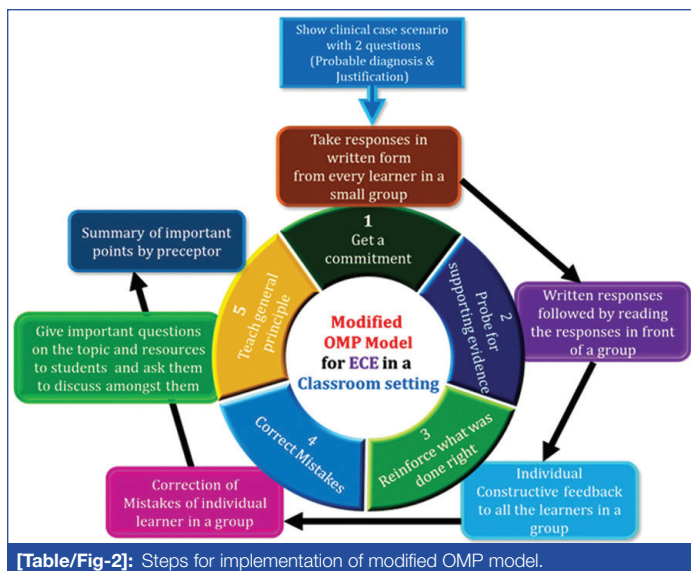 Show clinical case scenario
with 2 questions
(Probable diagnosis &
Justification)
Take responses in
written form
from every learner in a
small group
1
Get a
commitment
2
Probe for
supporting evidence
Written responses
followed by reading
the responses in front
of a group
3
Reinforce what was
done right
Individual
Constructive feedback
to all the learners in a
group
4
Correct Mistakes
Correction of
Mistakes of individual
learner in a group
5
Teach general
principle
Give important questions
on the topic and resources
to students and ask them
to discuss amongst them
Summary of important
points by preceptor
Modified
OMP Model
for ECE in a
Classroom setting
[Table/Fig-2]: Steps for implementation of modified OMP model.